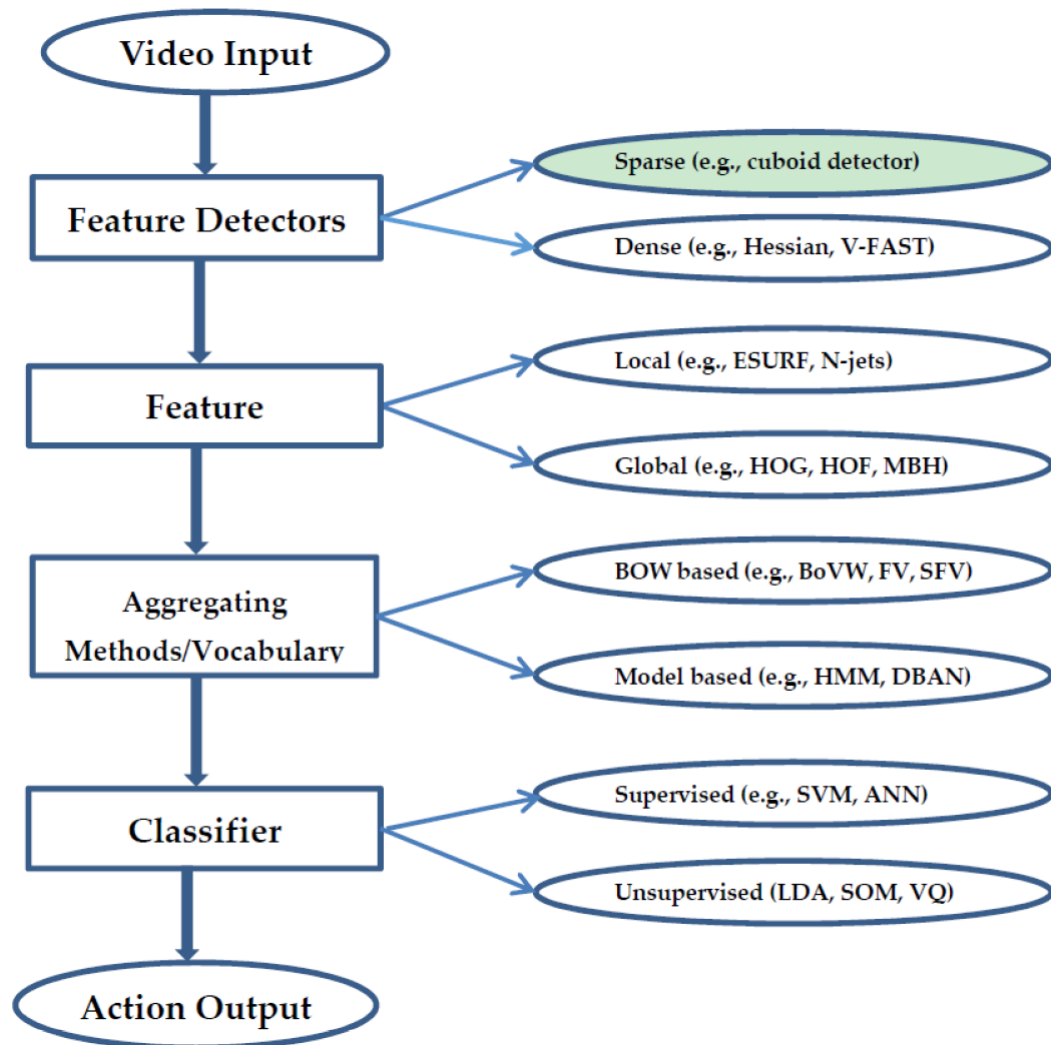 Video Input
Sparse (e.g., cuboid detector)
Feature Detectors
Dense (e.g., Hessian, V-FAST)
Local (e.g., ESURF, N-jets)
Feature
Global (e.g., HOG, HOF, MBH)
BOW based (e.g., BoVW, FV, SFV)
Aggregating
Methods/Vocabulary
Model based (e.g., HMM, DBAN)
Supervised (e.g., SVM, ANN)
Classifier
Unsupervised (LDA, SOM, VQ)
Action Output